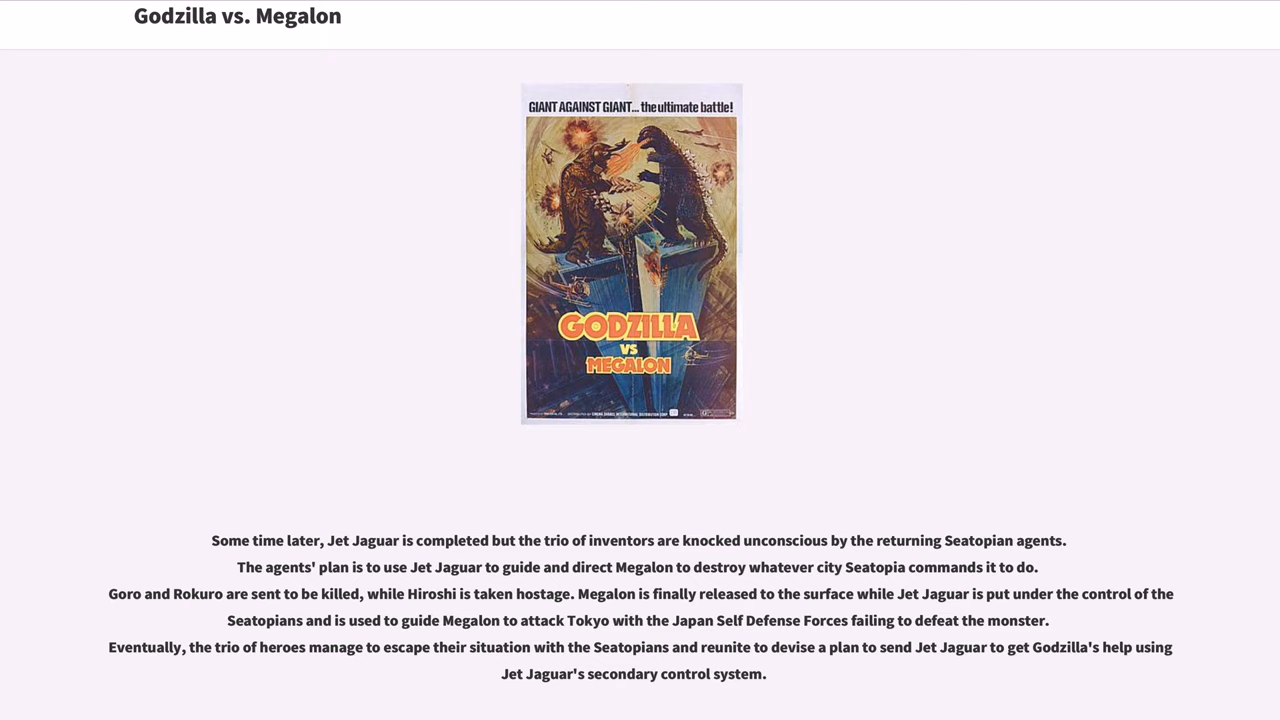 Godzilla vs. Megalon
GIANT AGAINST GIANT... the ultimate battle!
GODZILLA
VS
MEGALON
Some time later, Jet Jaguar is completed but the trio of inventors are knocked unconscious by the returning Seatopian agents.
The agents' plan is to use Jet Jaguar to guide and direct Megalon to destroy whatever city Seatopia commands it to do.
Goro and Rokuro are sent to be killed, while Hiroshi is taken hostage. Megalon is finally released to the surface while Jet Jaguar is put under the control of the
Seatopians and is used to guide Megalon to attack Tokyo with the Japan Self Defense Forces failing to defeat the monster.
Eventually, the trio of heroes manage to escape their situation with the Seatopians and reunite to devise a plan to send Jet Jaguar to get Godzilla's help using
Jet Jaguar's secondary control system.